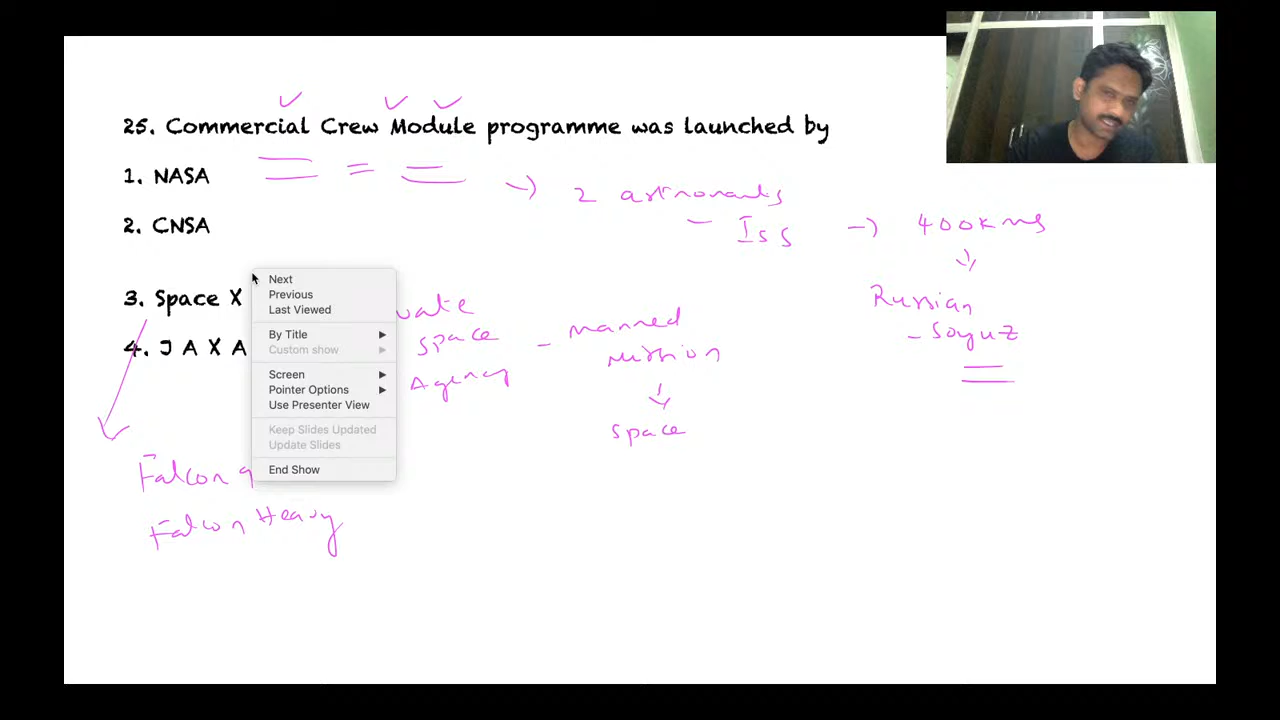 25. Commercial Crew Module programme was launched by
1. NASA
→ 2 astronauts
2. CNSA
- ISS → 400kms
Russian
- Soyuz
3. Space X
Space
Agency
- manned
mission
space
4. J A X A
Falcon 9
Falcon Heavy
Next
Previous
Last Viewed
By Title
Custom show
Screen
Pointer Options
Use Presenter View
Keep Slides Updated
Update Slides
End Show